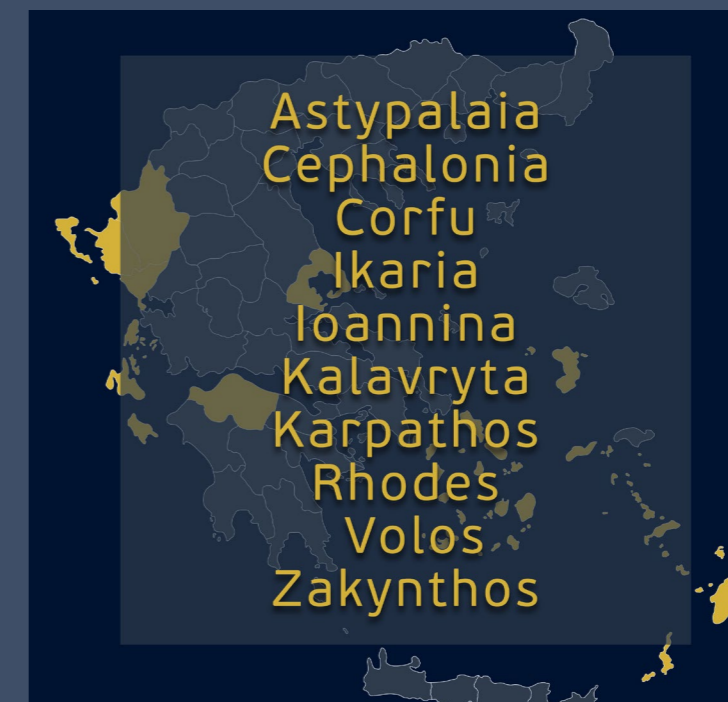 Astypalaia
Cephalonia
Corfu
Ikaria
Ioannina
Kalavryta
Karpathos
Rhodes
Volos
Zakynthos